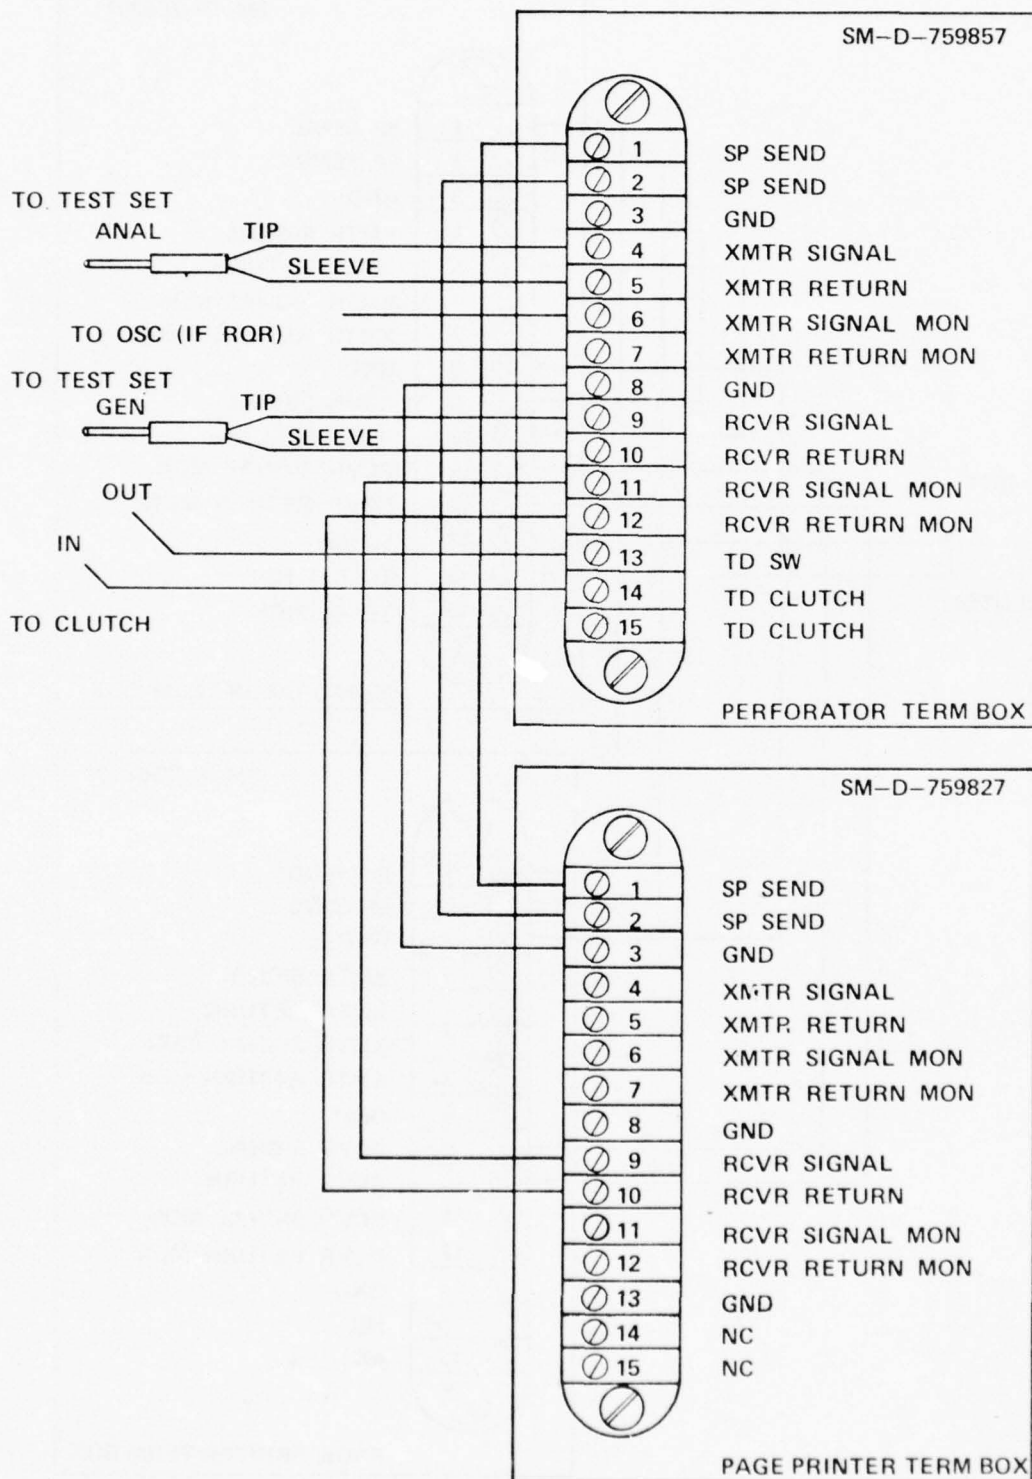 SM-D-759857
1 SP SEND
2 SP SEND
3 GND
TO TEST SET
ANAL
TIP
SLEEVE
4 XMTR SIGNAL
5 XMTR RETURN
TO OSC (IF RQR)
6 XMTR SIGNAL MON
7 XMTR RETURN MON
8 GND
TO TEST SET
GEN
TIP
SLEEVE
9 RCVR SIGNAL
10 RCVR RETURN
11 RCVR SIGNAL MON
12 RCVR RETURN MON
OUT
13 TD SW
IN
14 TD CLUTCH
TO CLUTCH
15 TD CLUTCH
PERFORATOR TERM BOX
SM-D-759827
1 SP SEND
2 SP SEND
3 GND
4 XMTR SIGNAL
5 XMTR RETURN
6 XMTR SIGNAL MON
7 XMTR RETURN MON
8 GND
9 RCVR SIGNAL
10 RCVR RETURN
11 RCVR SIGNAL MON
12 RCVR RETURN MON
13 GND
14 NC
15 NC
PAGE PRINTER TERM BOX